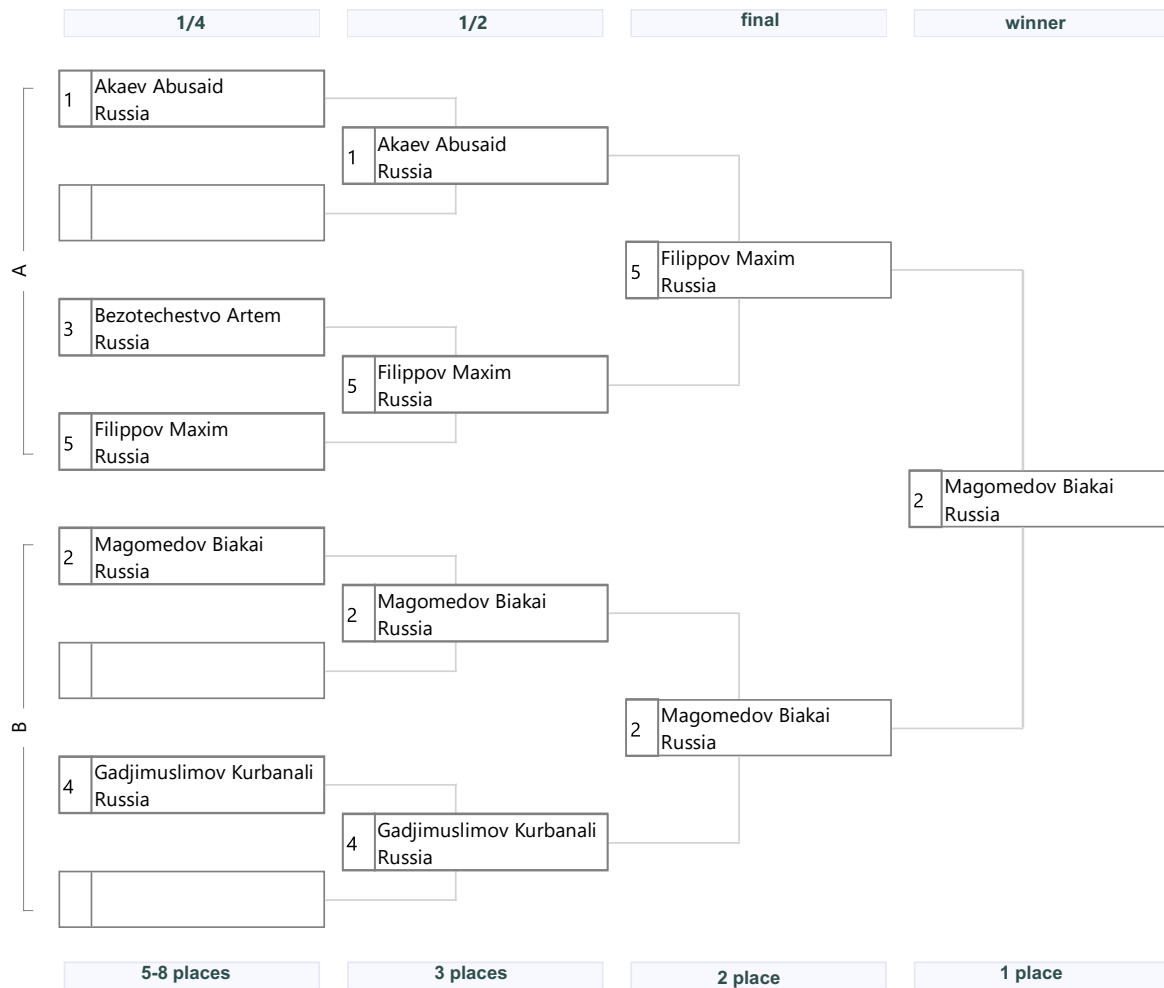 1/4
1/2
final
winner
A
1
Akaev Abusaid
Russia
3
Bezotechestvo Artem
Russia
5
Filippov Maxim
Russia
B
2
Magomedov Biakai
Russia
4
Gadjimuslimov Kurbanali
Russia
1
Akaev Abusaid
Russia
5
Filippov Maxim
Russia
2
Magomedov Biakai
Russia
4
Gadjimuslimov Kurbanali
Russia
5
Filippov Maxim
Russia
2
Magomedov Biakai
Russia
2
Magomedov Biakai
Russia
5-8 places
3 places
2 place
1 place